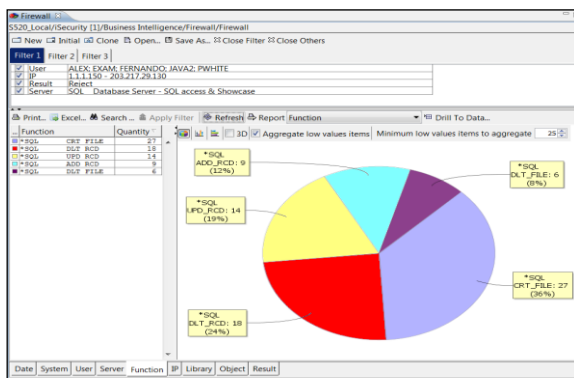 Firewall
S520_Local/iSecurity [1]/Business Intelligence/Firewall/Firewall
New Initial Clone Open... Save As... Close Filter Close Others
Filter 1 Filter 2 Filter 3
User ALEX; EXAM; FERNANDO; JAVA2; PWHITE
IP 1.1.1.150 - 203.217.29.130
Result Reject
Server SQL Database Server - SQL access & Showcase
Print... Excel... Search ... Apply Filter Refresh Report Function Drill To Data...
... Function Quantity
3D Aggregate low values items Minimum low values items to aggregate 25
*SQL CRT FILE 27
*SQL DLT RCD 18
*SQL UPD RCD 14
*SQL ADD RCD 9
*SQL DLT FILE 6
*SQL
ADD_RCD: 9
(12%)
*SQL
DLT_FILE: 6
(8%)
*SQL
UPD_RCD: 14
(19%)
*SQL
CRT_FILE: 27
(36%)
*SQL
DLT_RCD: 18
(24%)
Date System User Server Function IP Library Object Result